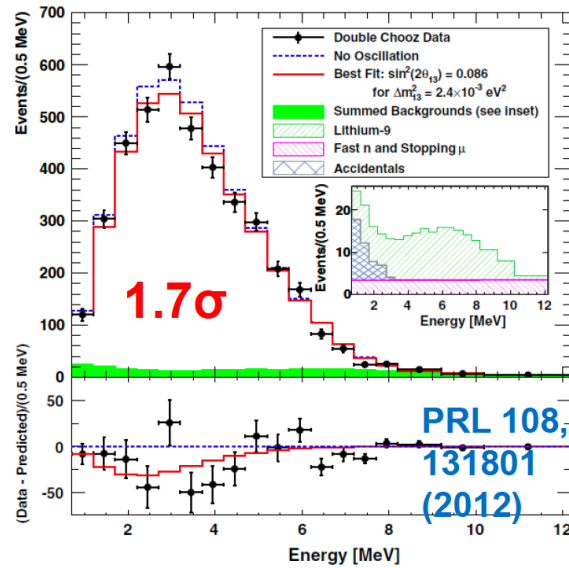 700
600
500
400
300
200
100
0
Events/(0.5 MeV)
Double Chooz Data
No Oscillation
Best Fit: sin²(2θ₁₃) = 0.086
for Δm²₁₃ = 2.4×10⁻³ eV²
Summed Backgrounds (see inset)
Lithium-9
Fast n and Stopping μ
Accidentals
Events/(0.5 MeV)
20
10
0
2 4 6 8 10 12
Energy [MeV]
1.7σ
(Data - Predicted)/(0.5 MeV)
50
0
-50
PRL 108,
131801
(2012)
2 4 6 8 10 12
Energy [MeV]